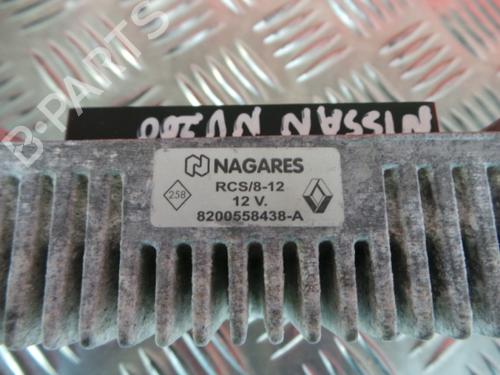 B-PARTS
NISSAN NV200
NAGARES
258
RCS/8-12
12 V.
8200558438-A